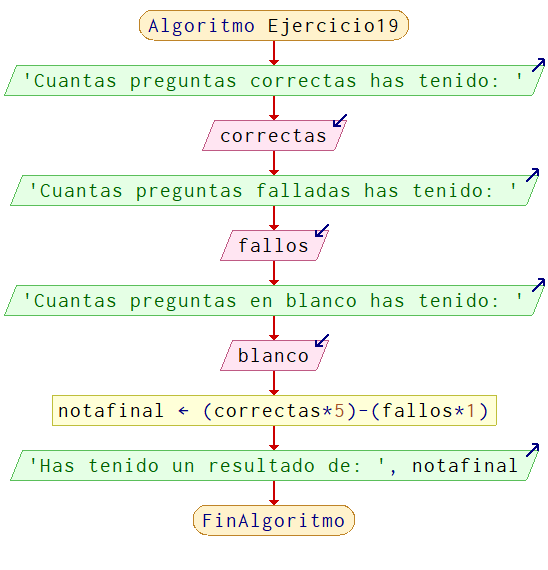 Algoritmo Ejercicio19
'Cuantas preguntas correctas has tenido: '
correctas
'Cuantas preguntas falladas has tenido: '
fallos
'Cuantas preguntas en blanco has tenido: '
blanco
notafinal ← (correctas*5)-(fallos*1)
'Has tenido un resultado de: ', notafinal
FinAlgoritmo